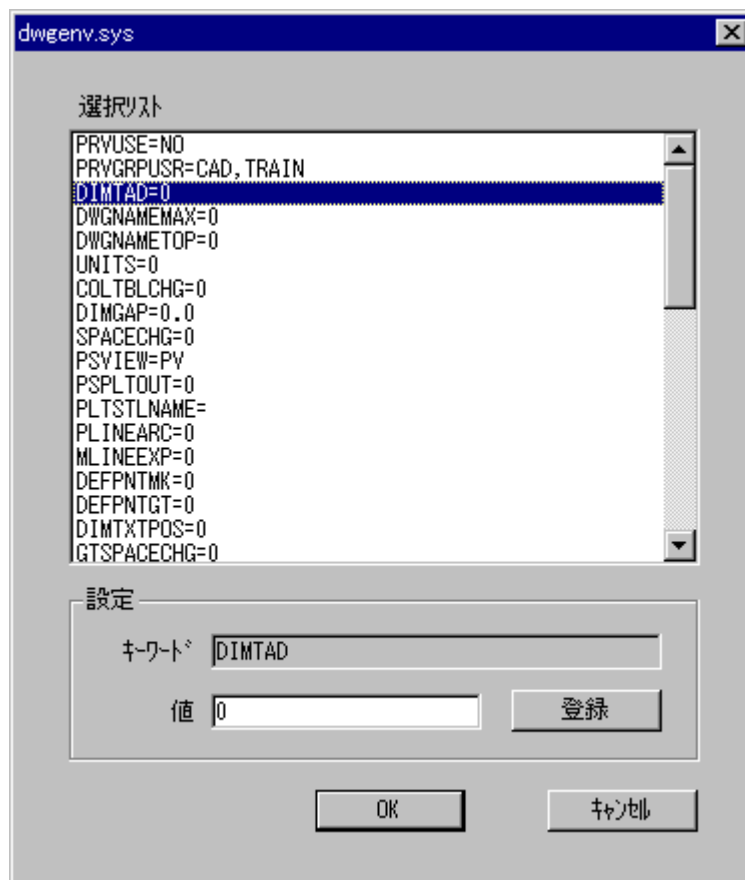 dwgenv.sys
選択ﾘｽﾄ
PRVUSE=NO
PRVGRPUSR=CAD,TRAIN
DIMTAD=0
DWGNAMEMAX=0
DWGNAMETOP=0
UNITS=0
COLTBLCHG=0
DIMGAP=0.0
SPACECHG=0
PSVIEW=PV
PSPLTOUT=0
PLTSTLNAME=
PLINEARC=0
MLINEEXP=0
DEFPNTMK=0
DEFPNTGT=0
DIMTXTPOS=0
GTSPACECHG=0
設定
ｷｰﾜｰﾄﾞ DIMTAD
値 0 登録
OK ｷｬﾝｾﾙ